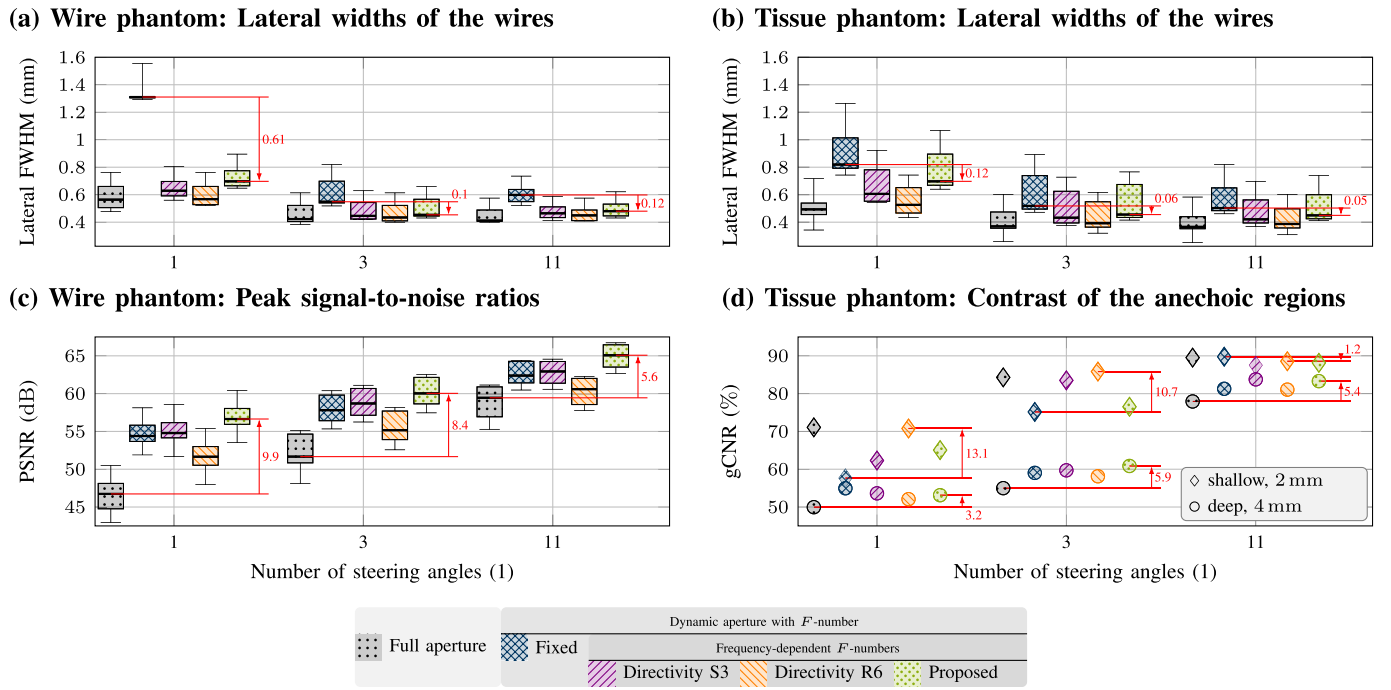 (a) Wire phantom: Lateral widths of the wires
Lateral FWHM (mm)
1.6
1.4
1.2
1
0.8
0.6
0.4
0.61
0.1
0.12
1
3
11
(b) Tissue phantom: Lateral widths of the wires
Lateral FWHM (mm)
1.6
1.4
1.2
1
0.8
0.6
0.4
0.12
0.06
0.05
1
3
11
(c) Wire phantom: Peak signal-to-noise ratios
PSNR (dB)
65
60
55
50
45
9.9
8.4
5.6
1
3
11
Number of steering angles (1)
(d) Tissue phantom: Contrast of the anechoic regions
gCNR (%)
90
80
70
60
50
13.1
3.2
10.7
5.9
1.2
5.4
shallow, 2 mm
deep, 4 mm
1
3
11
Number of steering angles (1)
Dynamic aperture with F-number
Full aperture
Fixed
Frequency-dependent F-numbers
Directivity S3
Directivity R6
Proposed